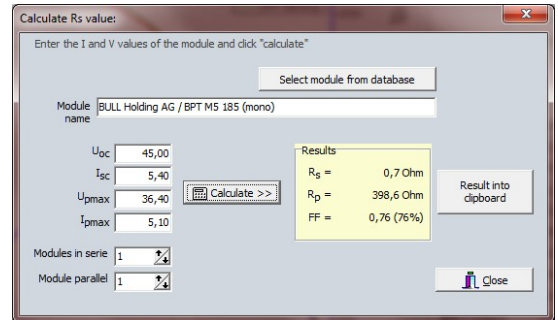 Calculate Rs value:
Enter the I and V values of the module and click "calculate"
Select module from database
Module name
BULL Holding AG / BPT M5 185 (mono)
Uoc 45,00
Isc 5,40
Upmax 36,40
Ipmax 5,10
Calculate >>
Results
Rs = 0,7 Ohm
Rp = 398,6 Ohm
FF = 0,76 (76%)
Result into
clipboard
Modules in serie 1
Module parallel 1
Close